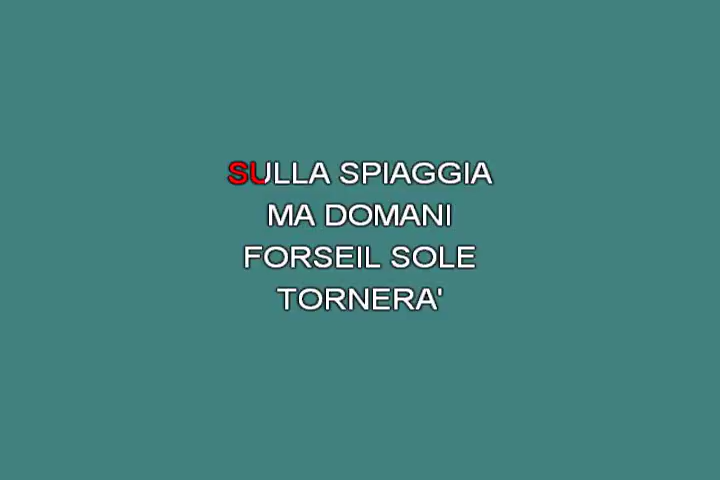 SULLA SPIAGGIA
MA DOMANI
FORSEIL SOLE
TORNERA'